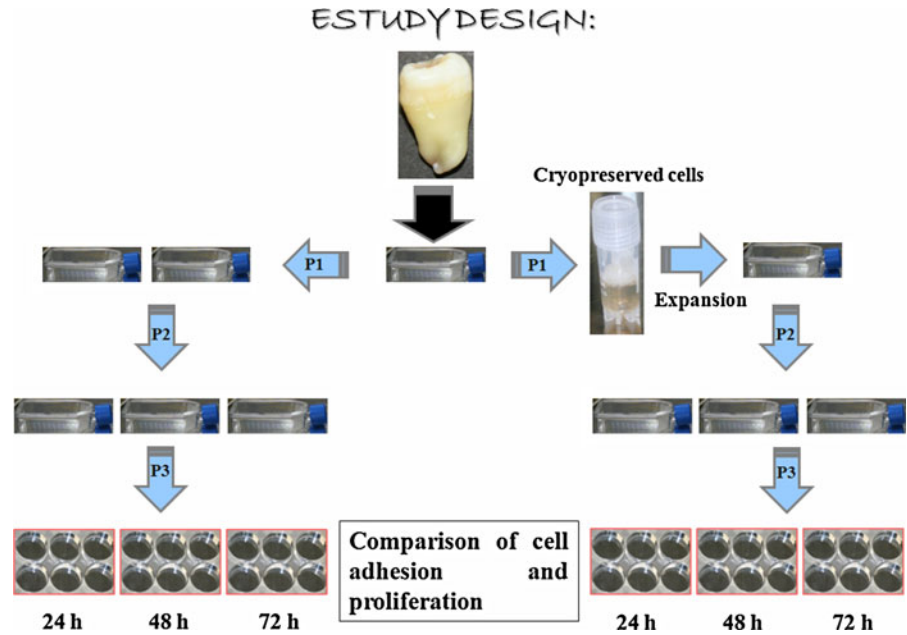 ESTUDY DESIGN:
Cryopreserved cells
P1
P1
Expansion
P2
P2
P3
P3
Comparison of cell
adhesion and
proliferation
24 h 48 h 72 h
24 h 48 h 72 h